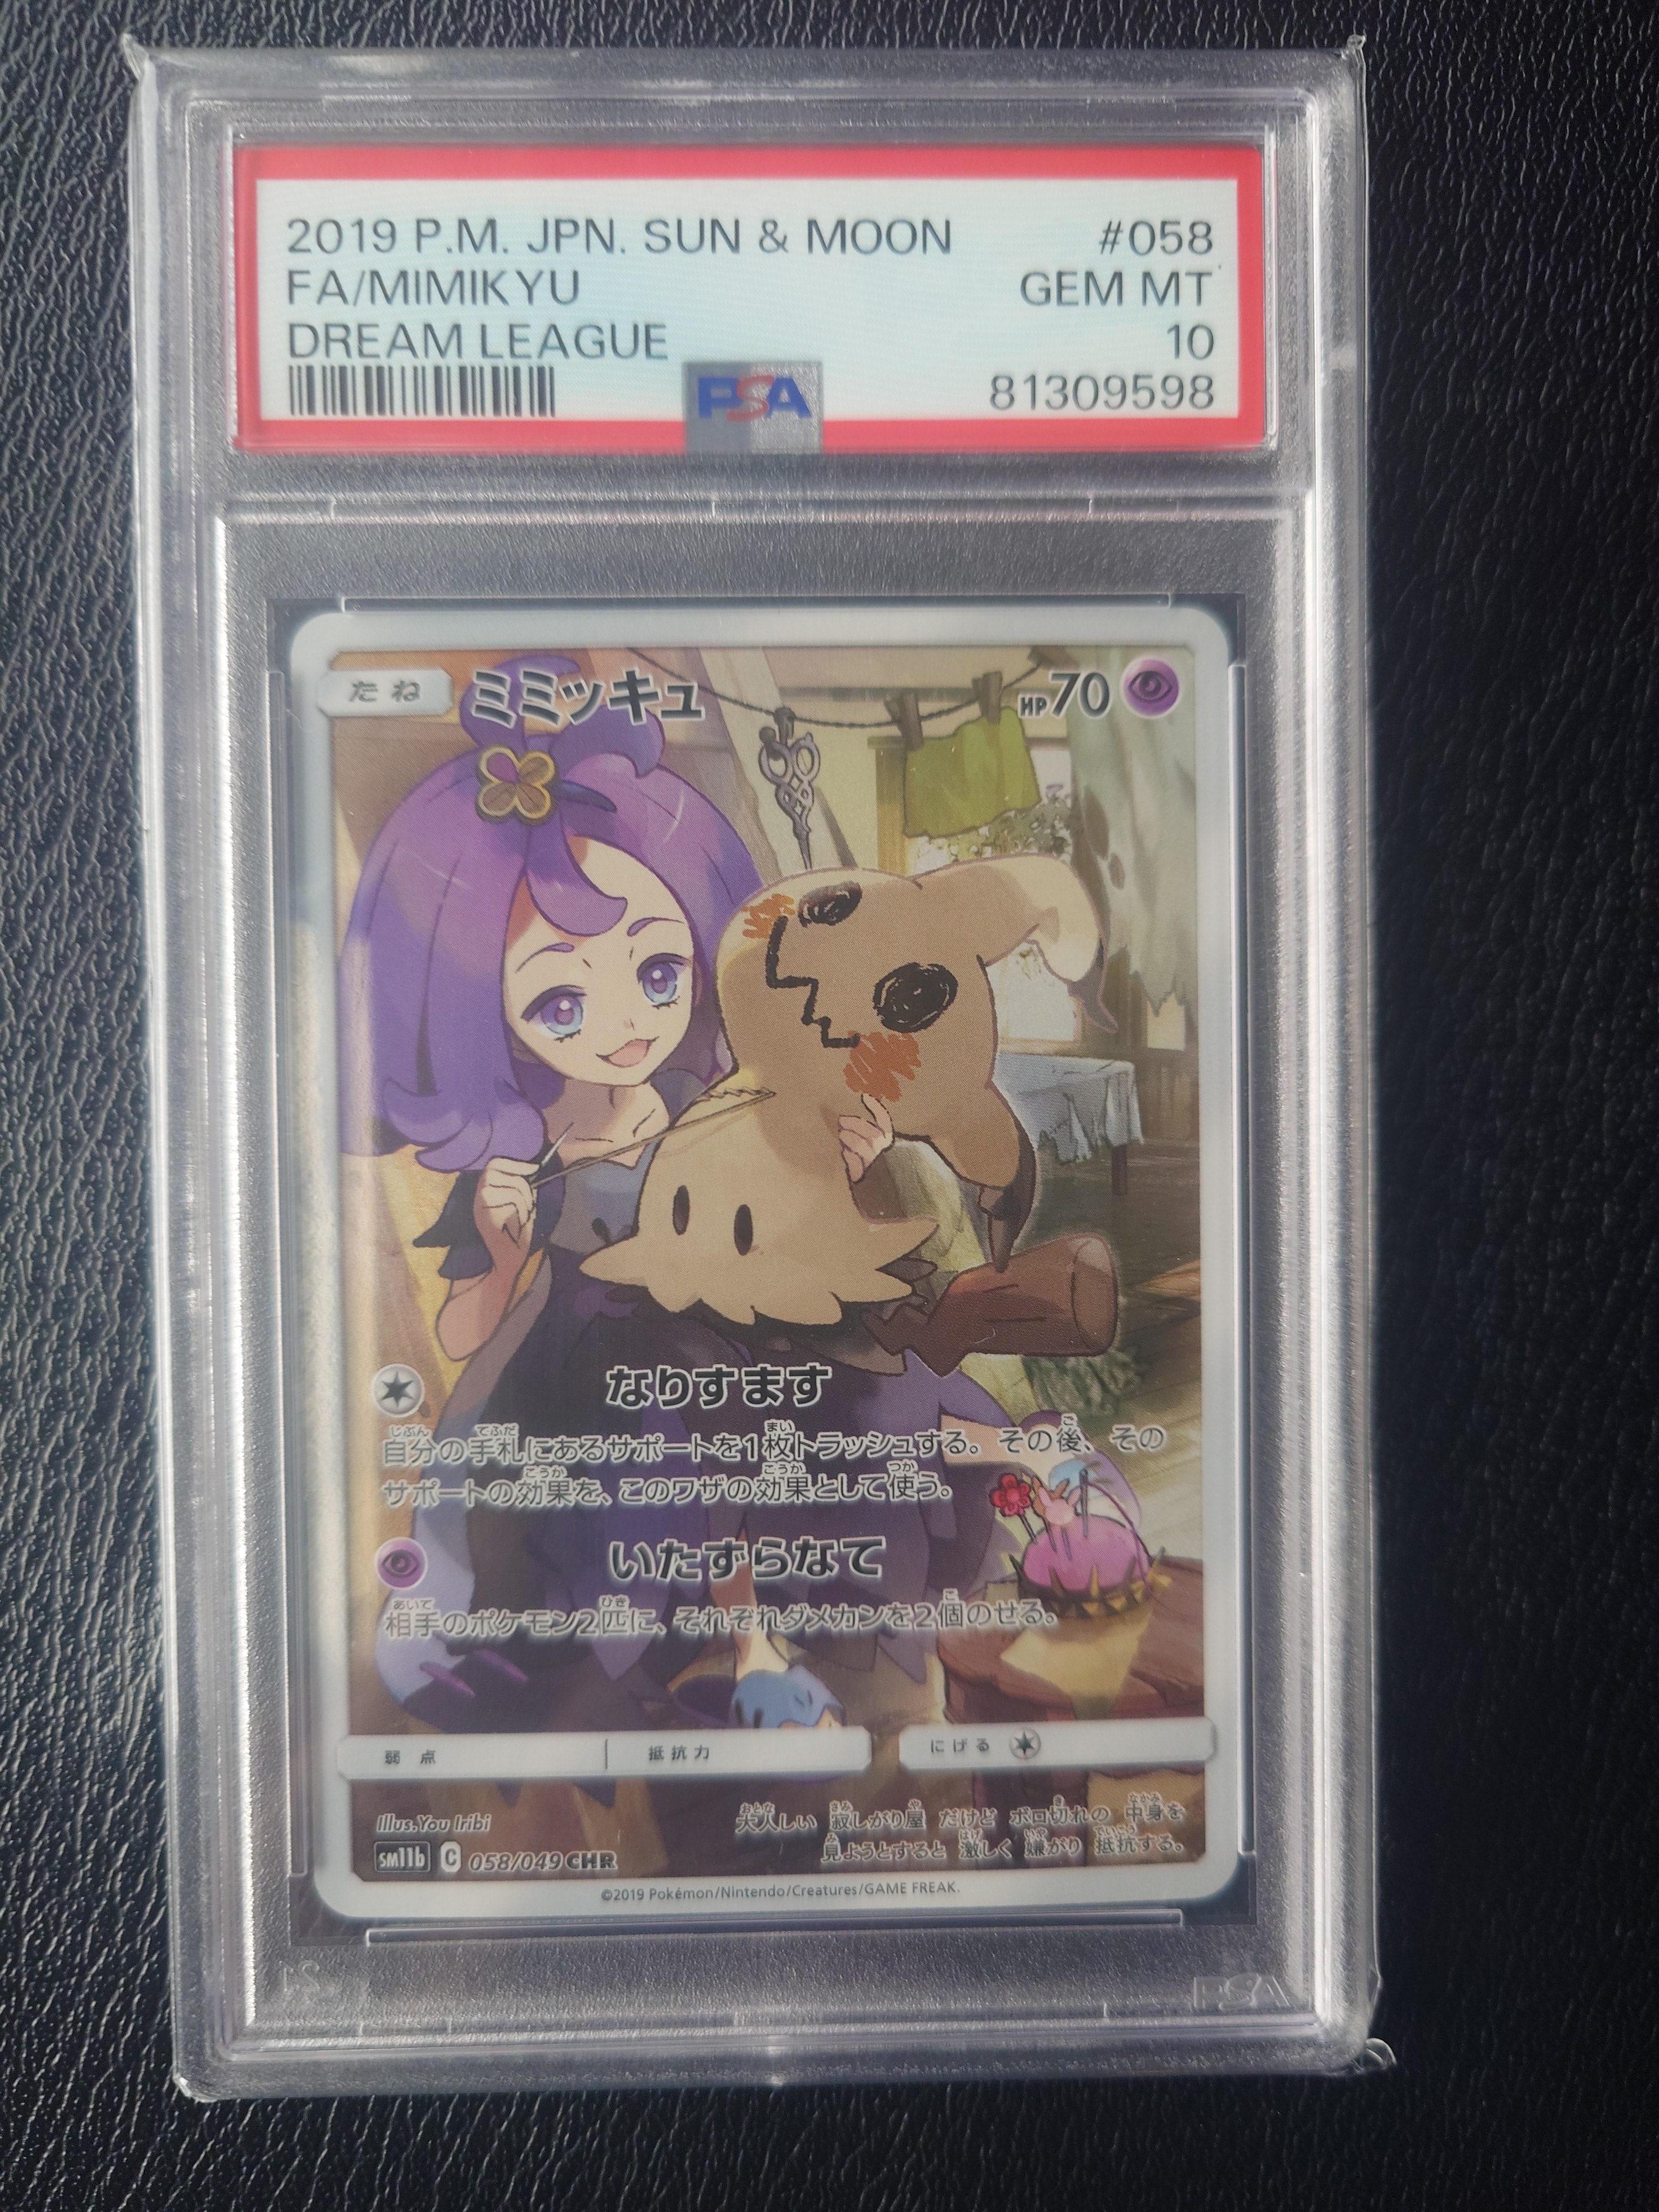 2019 P.M. JPN. SUN & MOON #058
FA/MIMIKYU GEM MT
DREAM LEAGUE 10
PSA 81309598
たね ミミッキュ HP70
なりすます
自分の手札にあるサポートを1枚トラッシュする。その後、その
サポートの効果を、このワザの効果として使う。
いたずらなて
相手のポケモン2匹に、それぞれダメカンを2個のせる。
弱点 抵抗力 にげる
Illus.You Iribi
大人しい 寂しがり屋 だけど ボロ切れの 中身を
見ようとすると 激しく 嫌がり 抵抗する。
SM11b C 058/049 CHR
©2019 Pokémon/Nintendo/Creatures/GAME FREAK.
PSA